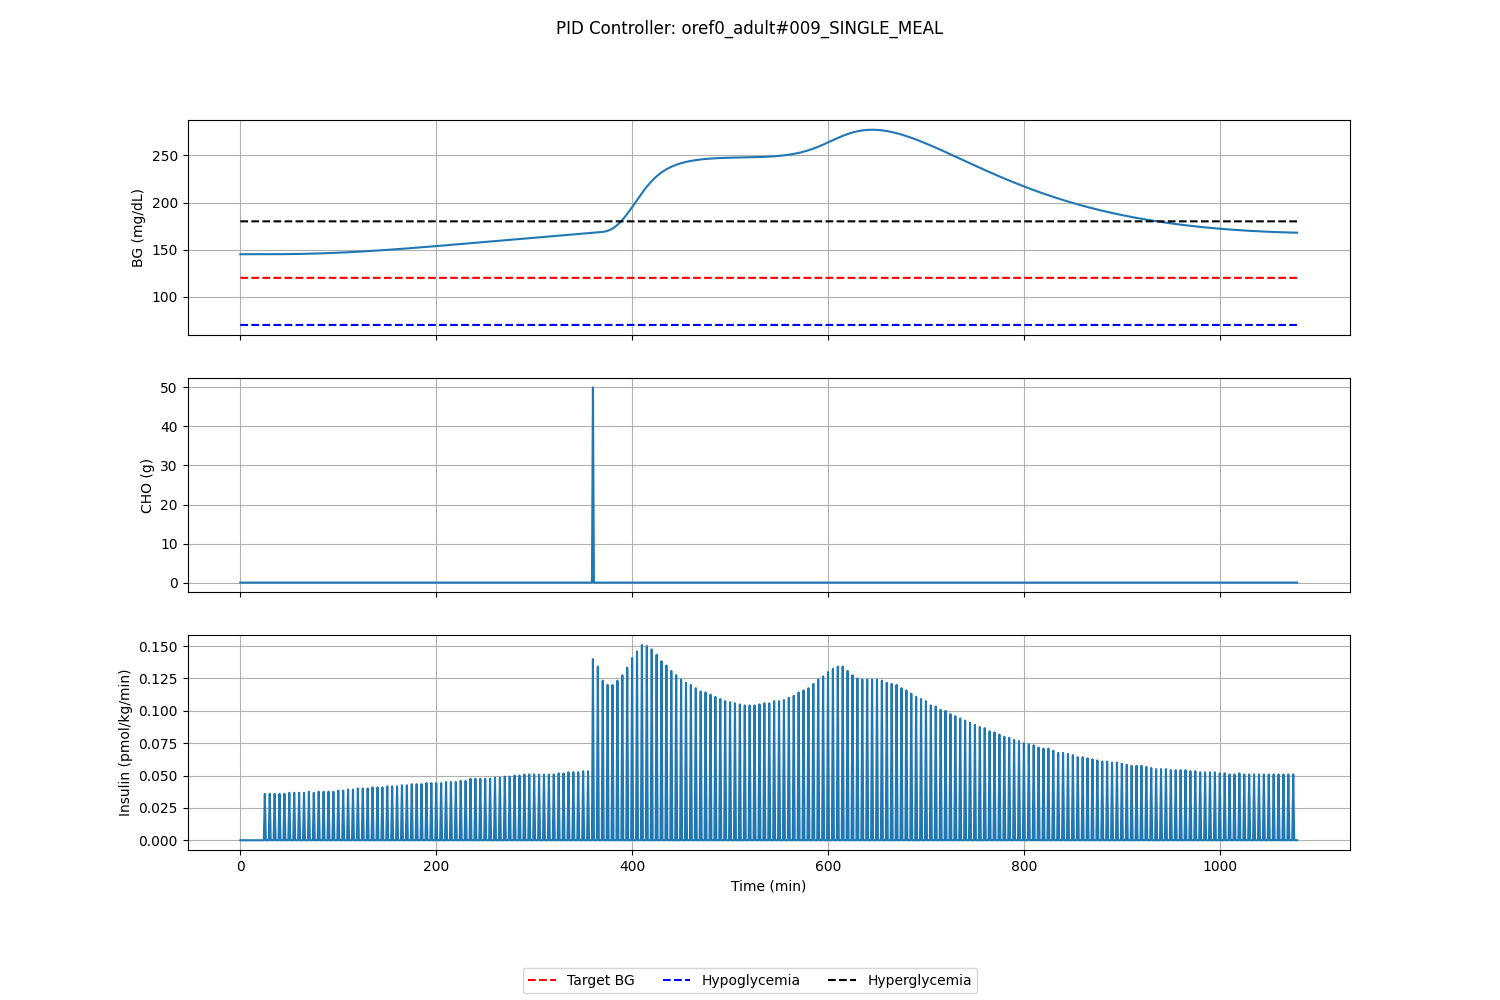 PID Controller: oref0_adult#009_SINGLE_MEAL
BG (mg/dL)
250
200
150
100
CHO (g)
50
40
30
20
10
0
Insulin (pmol/kg/min)
0.150
0.125
0.100
0.075
0.050
0.025
0.000
0 200 400 600 800 1000
Time (min)
Target BG Hypoglycemia Hyperglycemia